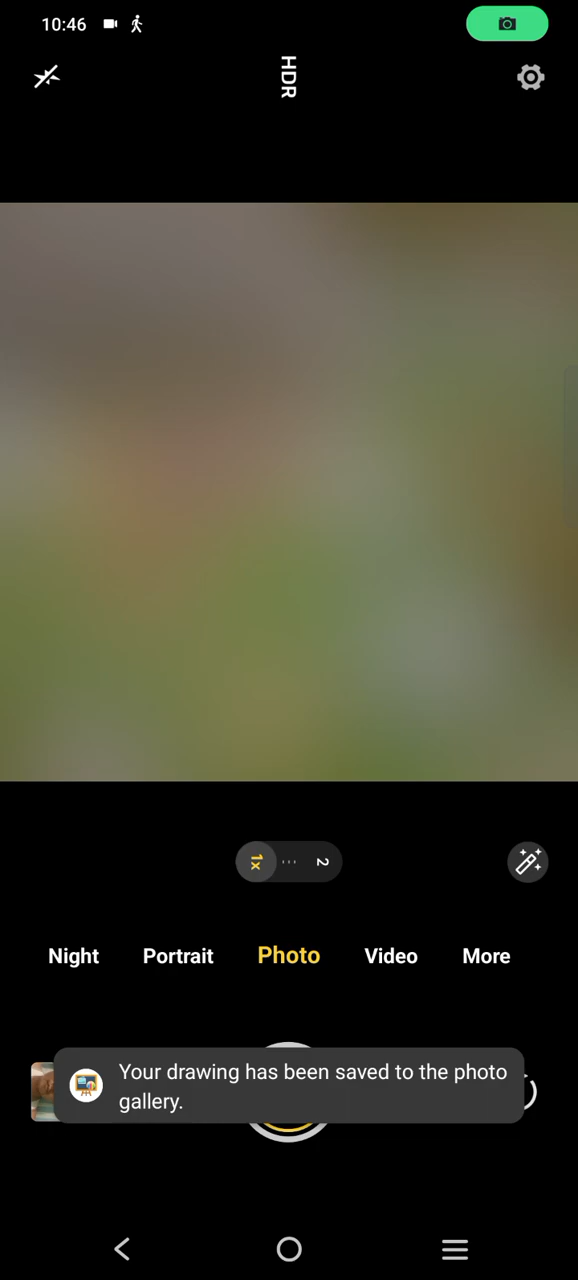 10:46
HDR
1x
2
Night Portrait Photo Video More
Your drawing has been saved to the photo
gallery.